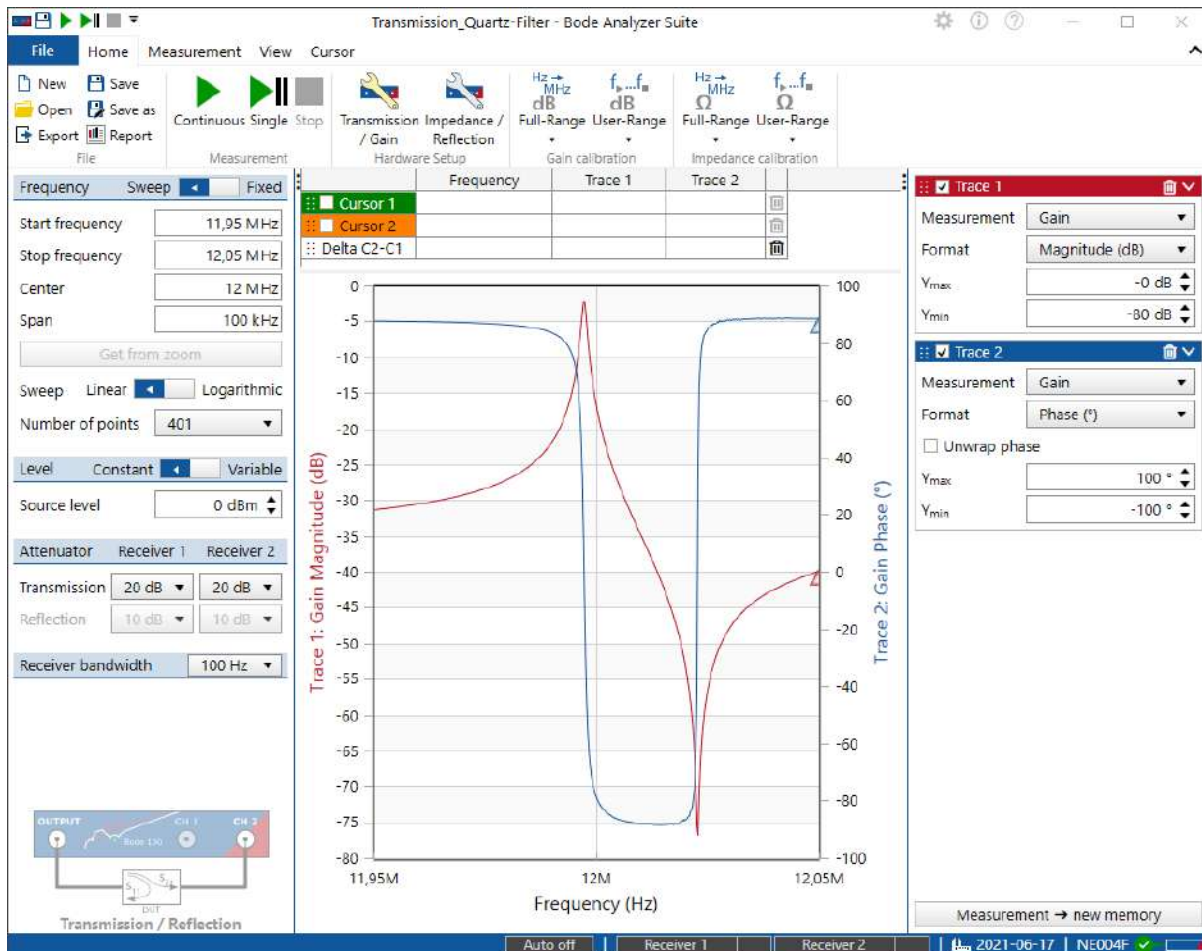 Transmission_Quartz-Filter - Bode Analyzer Suite
File Home Measurement View Cursor
New Save
Open Save as
Export Report
File
Continuous Single Stop
Measurement
Transmission / Gain
Impedance / Reflection
Hardware Setup
Hz → MHz dB Full-Range
f...f dB User-Range
Gain calibration
Hz → MHz Ω Full-Range
f...f Ω User-Range
Impedance calibration
Frequency Sweep Fixed
Start frequency 11,95 MHz
Stop frequency 12,05 MHz
Center 12 MHz
Span 100 kHz
Get from zoom
Sweep Linear Logarithmic
Number of points 401
Level Constant Variable
Source level 0 dBm
Attenuator Receiver 1 Receiver 2
Transmission 20 dB 20 dB
Reflection 10 dB 10 dB
Receiver bandwidth 100 Hz
OUTPUT CH 1 CH 2
Bode 100
S11 S21
DUT
Transmission / Reflection
Frequency Trace 1 Trace 2
Cursor 1
Cursor 2
Delta C2-C1
Trace 1: Gain Magnitude (dB)
0
-5
-10
-15
-20
-25
-30
-35
-40
-45
-50
-55
-60
-65
-70
-75
-80
100
80
60
40
20
0
-20
-40
-60
-80
-100
Trace 2: Gain Phase (°)
11,95M 12M 12,05M
Frequency (Hz)
Trace 1
Measurement Gain
Format Magnitude (dB)
Ymax -0 dB
Ymin -80 dB
Trace 2
Measurement Gain
Format Phase (°)
Unwrap phase
Ymax 100 °
Ymin -100 °
Measurement → new memory
Auto off Receiver 1 Receiver 2 2021-06-17 NE004F